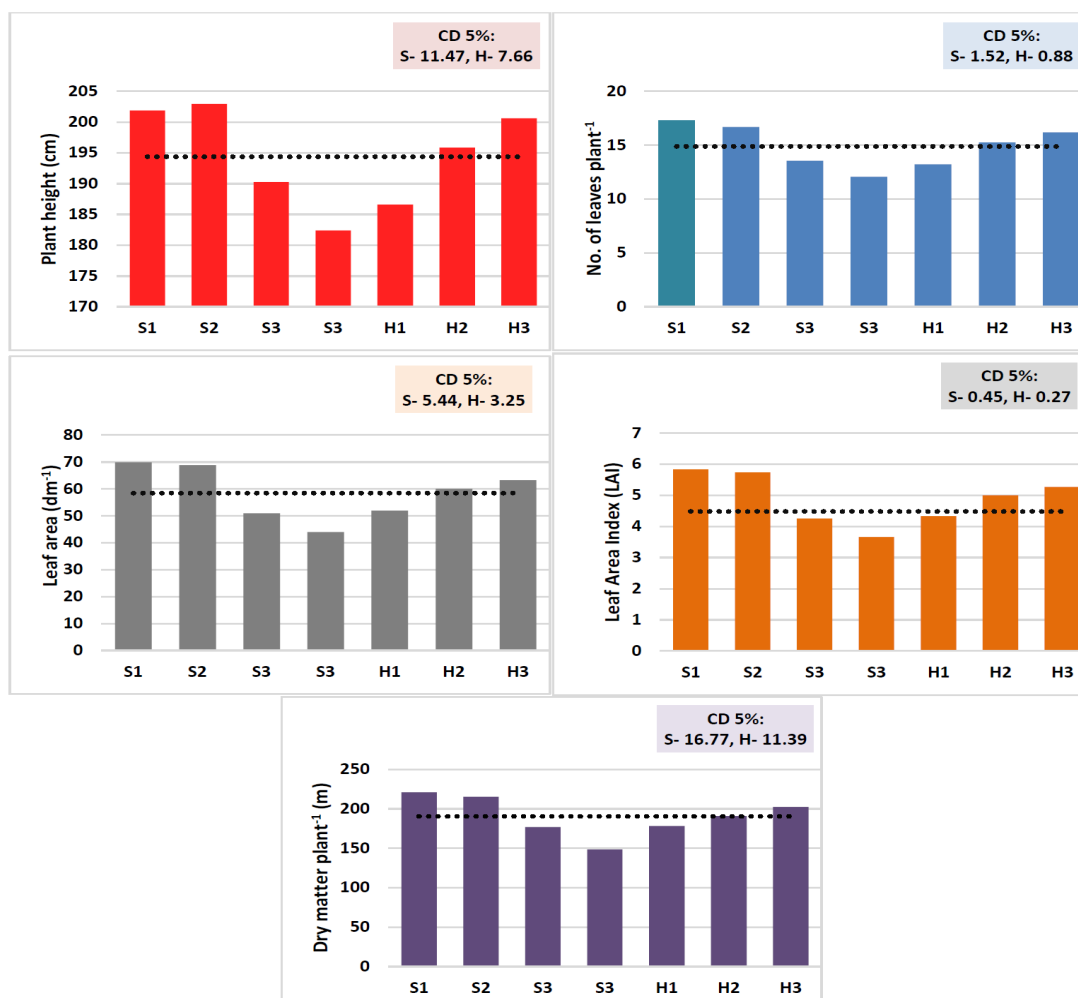 CD 5%:
S- 11.47, H- 7.66
Plant height (cm)
205
200
195
190
185
180
175
170
S1 S2 S3 S3 H1 H2 H3
CD 5%:
S- 1.52, H- 0.88
No. of leaves plant⁻¹
20
15
10
5
0
S1 S2 S3 S3 H1 H2 H3
CD 5%:
S- 5.44, H- 3.25
Leaf area (dm⁻¹)
80
70
60
50
40
30
20
10
0
S1 S2 S3 S3 H1 H2 H3
CD 5%:
S- 0.45, H- 0.27
Leaf Area Index (LAI)
7
6
5
4
3
2
1
0
S1 S2 S3 S3 H1 H2 H3
CD 5%:
S- 16.77, H- 11.39
Dry matter plant⁻¹ (m)
250
200
150
100
50
0
S1 S2 S3 S3 H1 H2 H3